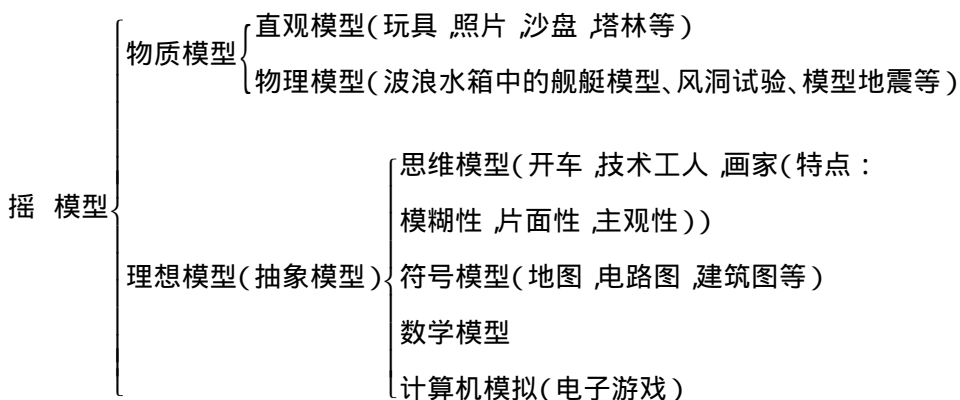 直观模型(玩具,照片,沙盘,塔林等)
物质模型
物理模型(波浪水箱中的舰艇模型、风洞试验、模型地震等)
思维模型(开车,技术工人,画家(特点:
摇 模型
模糊性,片面性,主观性))
理想模型(抽象模型)
符号模型(地图,电路图,建筑图等)
数学模型
计算机模拟(电子游戏)